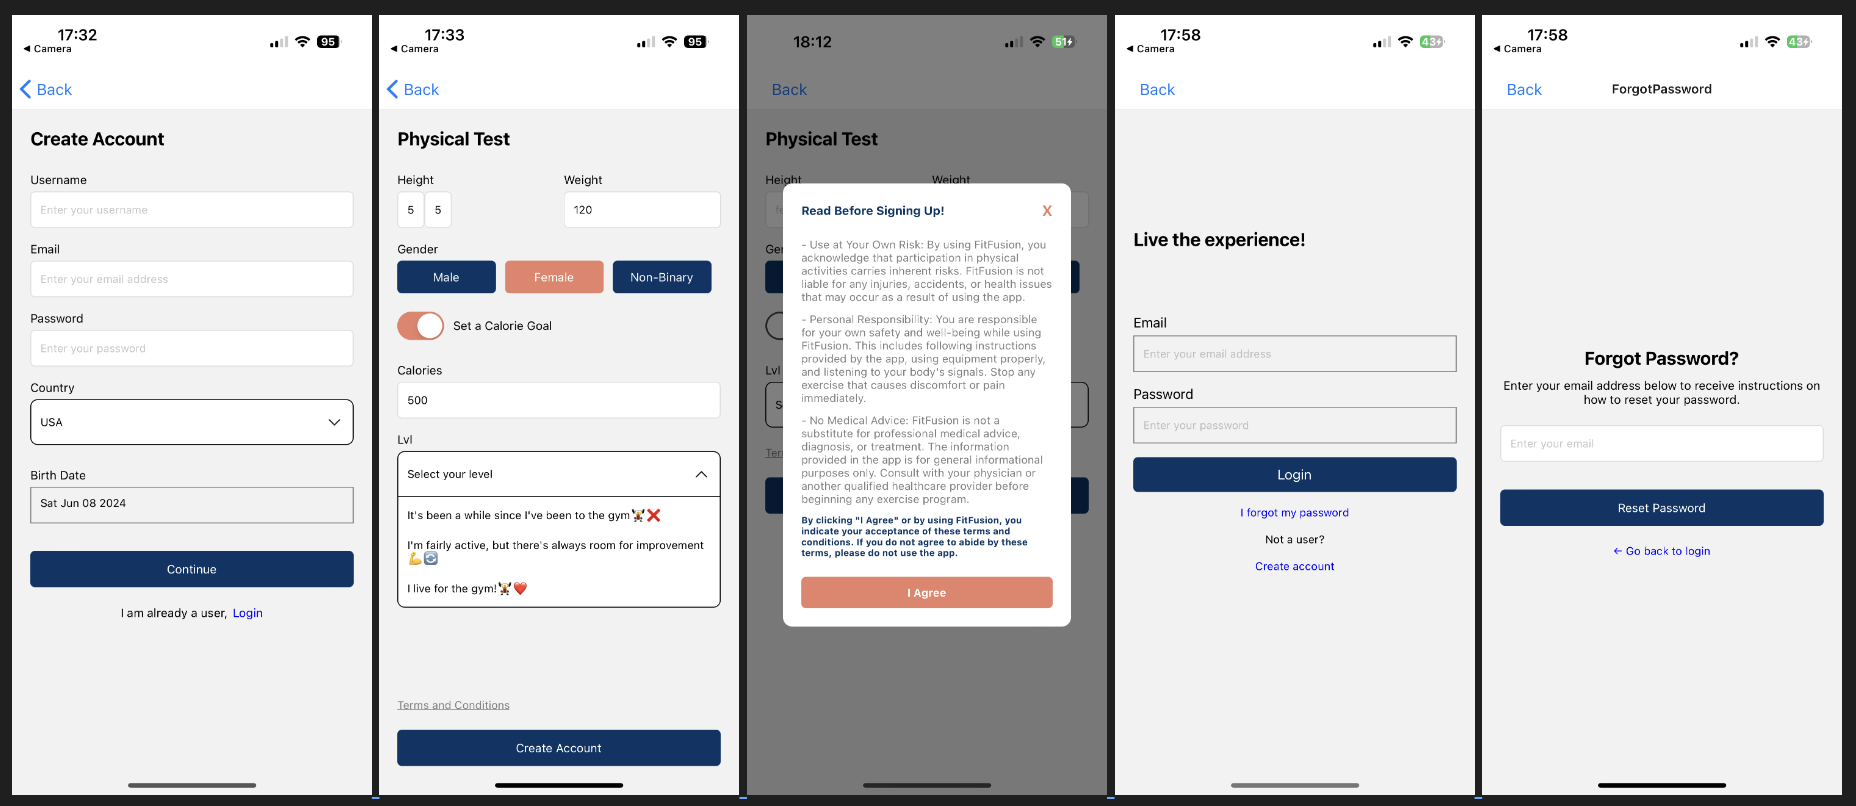 17:32
◀ Camera
95
Back
Create Account
Username
Enter your username
Email
Enter your email address
Password
Enter your password
Country
USA
Birth Date
Sat Jun 08 2024
Continue
I am already a user, Login
17:33
◀ Camera
95
Back
Physical Test
Height
Weight
5 5
120
Gender
Male
Female
Non-Binary
Set a Calorie Goal
Calories
500
Lvl
Select your level
It's been a while since I've been to the gym🏋️❌
I'm fairly active, but there's always room for improvement
💪🔄
I live for the gym!🏋️❤️
Terms and Conditions
Create Account
18:12
51
Back
Physical Test
Height
Weight
Lvl
Read Before Signing Up!
X
- Use at Your Own Risk: By using FitFusion, you
acknowledge that participation in physical
activities carries inherent risks. FitFusion is not
liable for any injuries, accidents, or health issues
that may occur as a result of using the app.
- Personal Responsibility: You are responsible
for your own safety and well-being while using
FitFusion. This includes following instructions
provided by the app, using equipment properly,
and listening to your body's signals. Stop any
exercise that causes discomfort or pain
immediately.
- No Medical Advice: FitFusion is not a
substitute for professional medical advice,
diagnosis, or treatment. The information
provided in the app is for general informational
purposes only. Consult with your physician or
another qualified healthcare provider before
beginning any exercise program.
By clicking "I Agree" or by using FitFusion, you
indicate your acceptance of these terms and
conditions. If you do not agree to abide by these
terms, please do not use the app.
I Agree
17:58
◀ Camera
43
Back
Live the experience!
Email
Enter your email address
Password
Enter your password
Login
I forgot my password
Not a user?
Create account
17:58
◀ Camera
43
Back
ForgotPassword
Forgot Password?
Enter your email address below to receive instructions on
how to reset your password.
Enter your email
Reset Password
← Go back to login